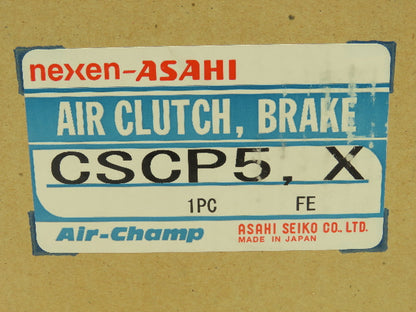 nexen-ASAHI
AIR CLUTCH, BRAKE
CSCP5, X
1PC FE
Air-Champ ASAHI SEIKO CO., LTD.
MADE IN JAPAN